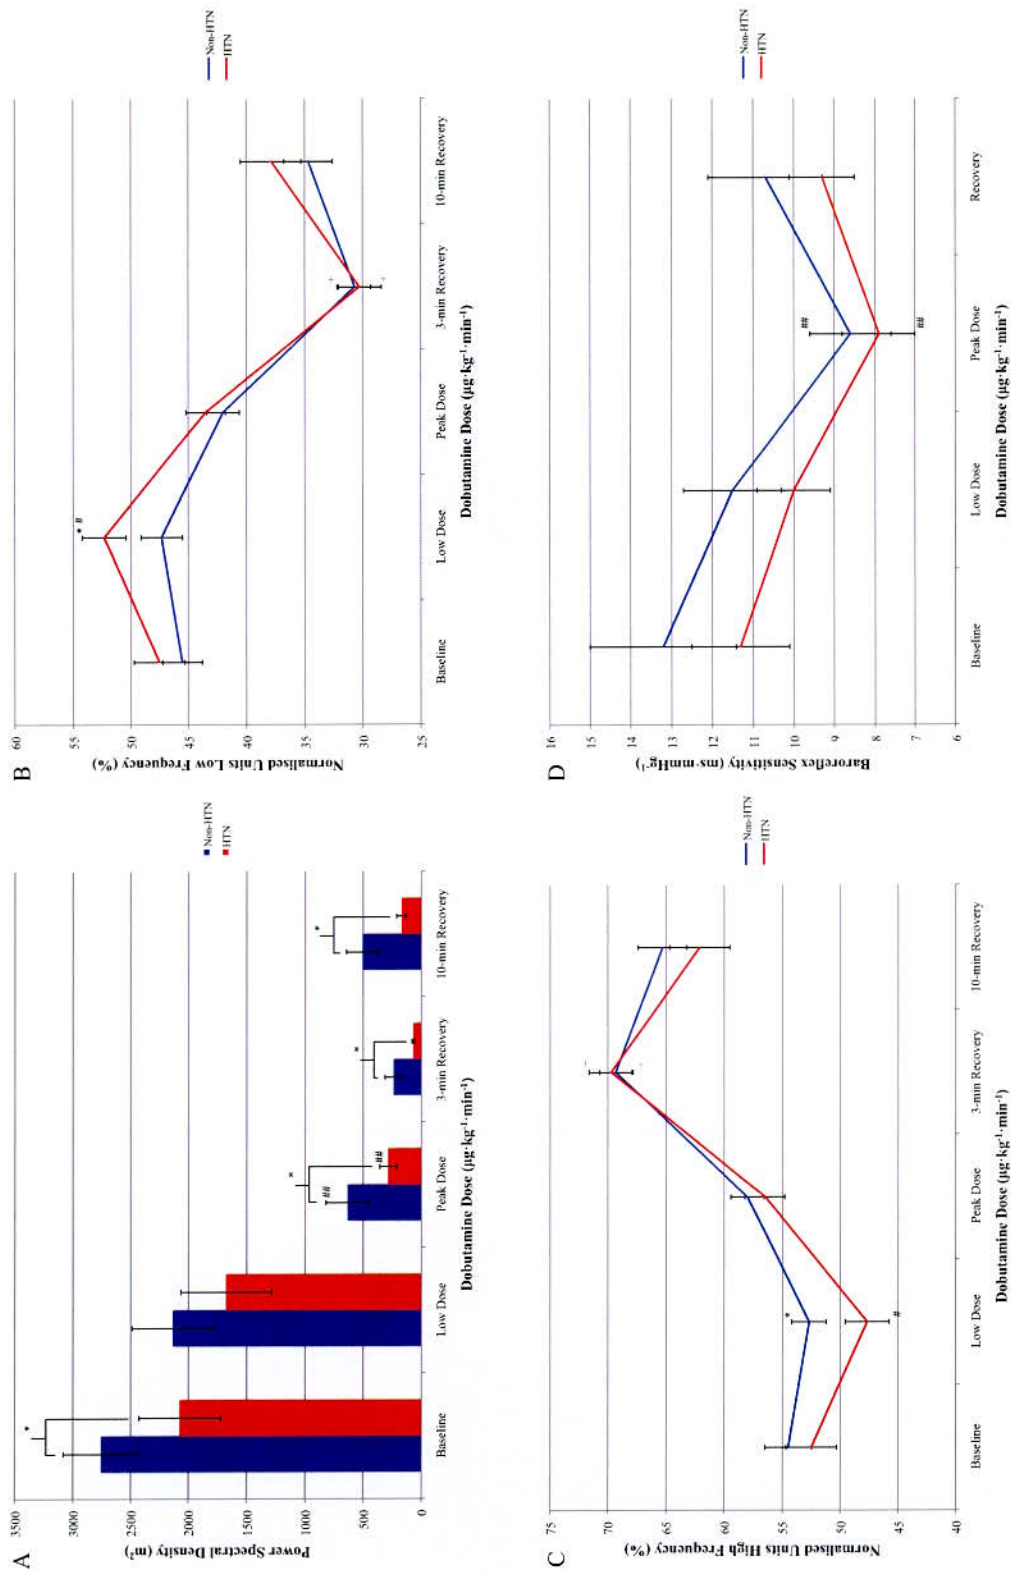 A
Power Spectral Density (m²)
3500
3000
2500
2000
1500
1000
500
0
*
*
##
##
*
*
Baseline
Low Dose
Peak Dose
3-min Recovery
10-min Recovery
Dobutamine Dose (µg·kg⁻¹·min⁻¹)
Non-HTN
HTN
B
Normalised Units Low Frequency (%)
60
55
50
45
40
35
30
25
* #
Baseline
Low Dose
Peak Dose
3-min Recovery
10-min Recovery
Dobutamine Dose (µg·kg⁻¹·min⁻¹)
Non-HTN
HTN
C
Normalised Units High Frequency (%)
75
70
65
60
55
50
45
40
*
#
Baseline
Low Dose
Peak Dose
3-min Recovery
10-min Recovery
Dobutamine Dose (µg·kg⁻¹·min⁻¹)
Non-HTN
HTN
D
Baroreflex Sensitivity (ms·mmHg⁻¹)
16
15
14
13
12
11
10
9
8
7
6
##
##
Baseline
Low Dose
Peak Dose
Recovery
Dobutamine Dose (µg·kg⁻¹·min⁻¹)
Non-HTN
HTN